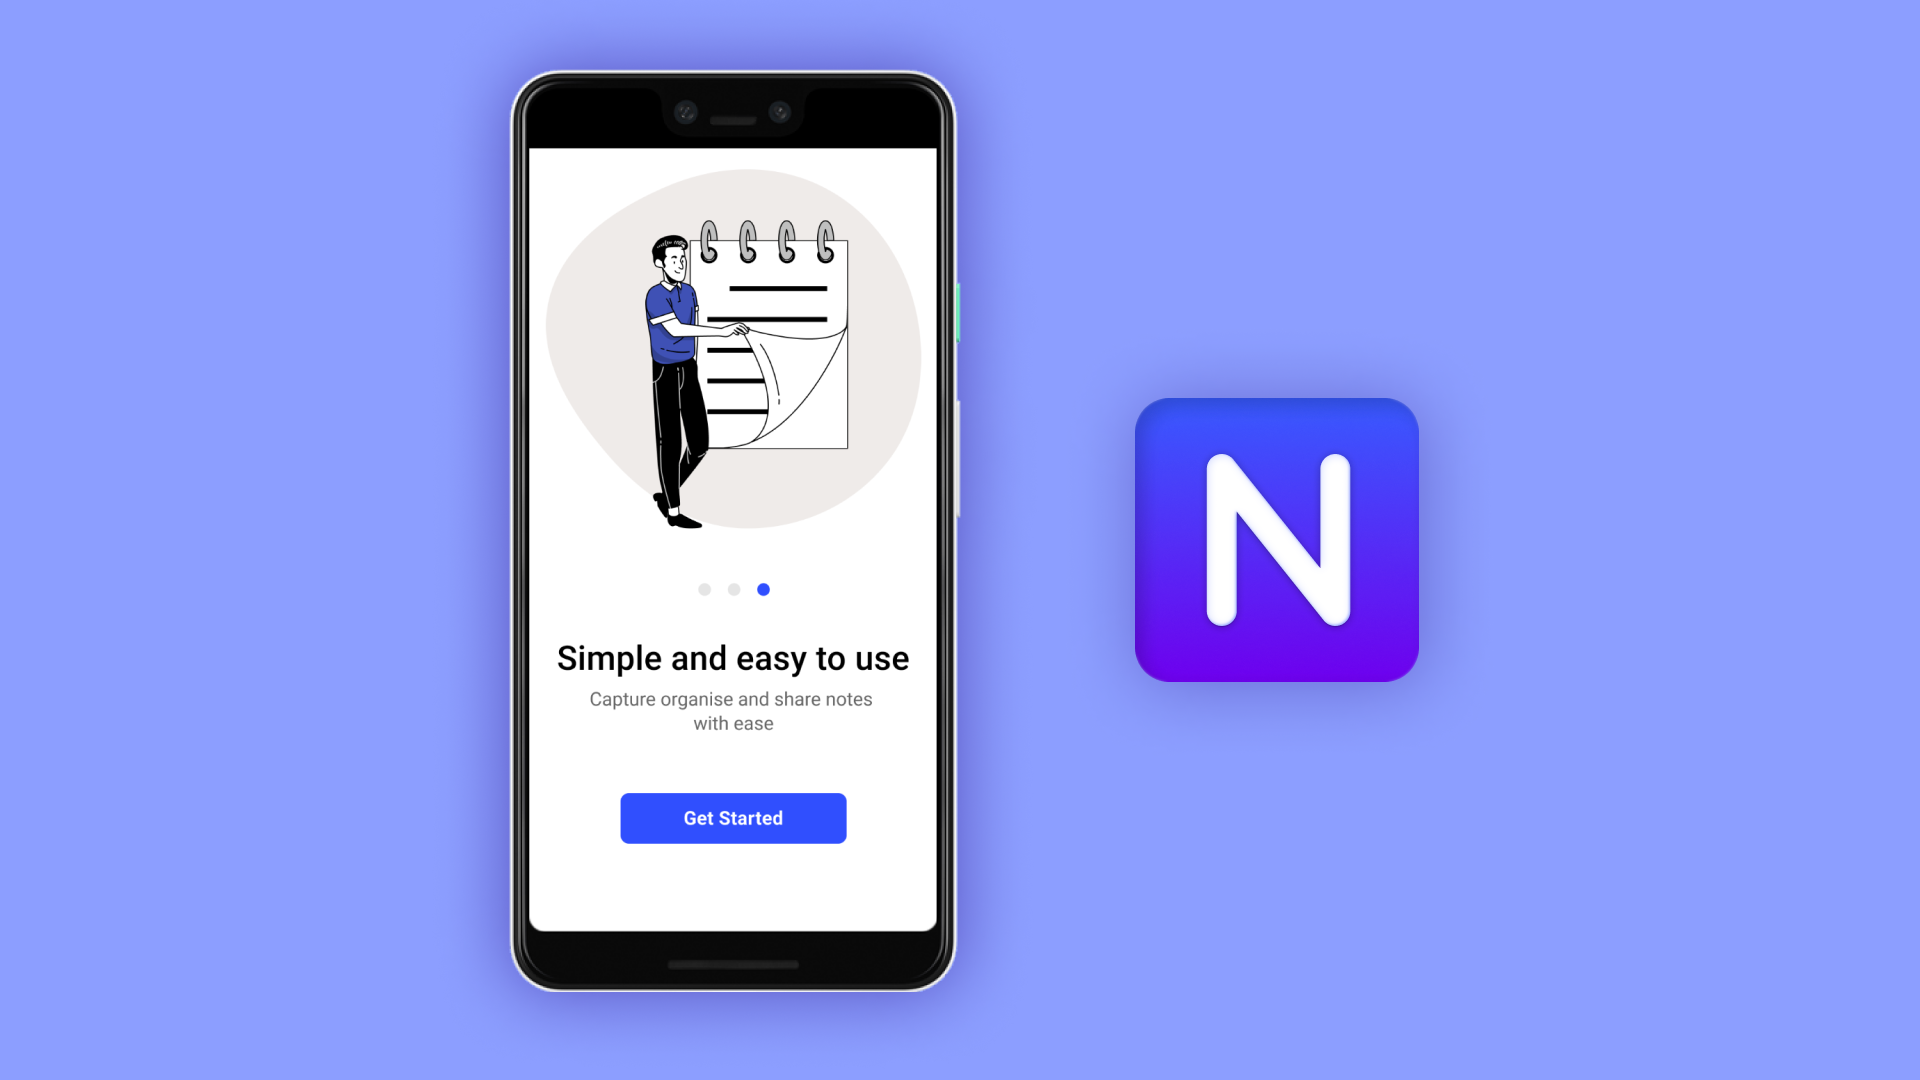 Simple and easy to use
Capture organise and share notes
with ease
Get Started
N